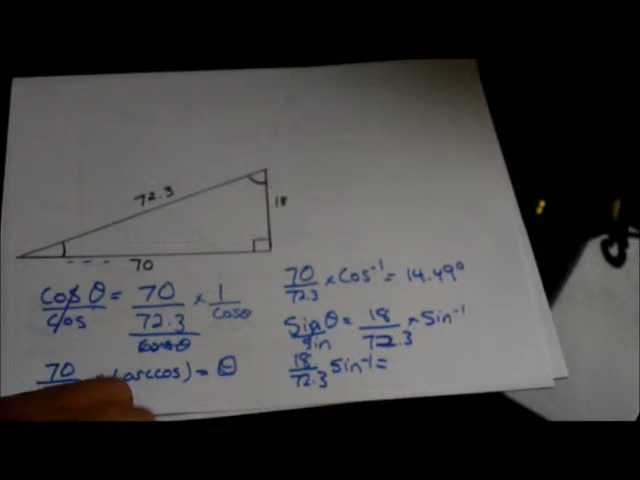 72.3
18
70
cos θ = 70 / 72.3 × 1 / cosθ
cos
70 × (arccos) = θ
70 / 72.3 × cos⁻¹ = 14.49°
Sin θ = 18 / 72.3 × Sin⁻¹
sin
18 / 72.3 Sin⁻¹ =